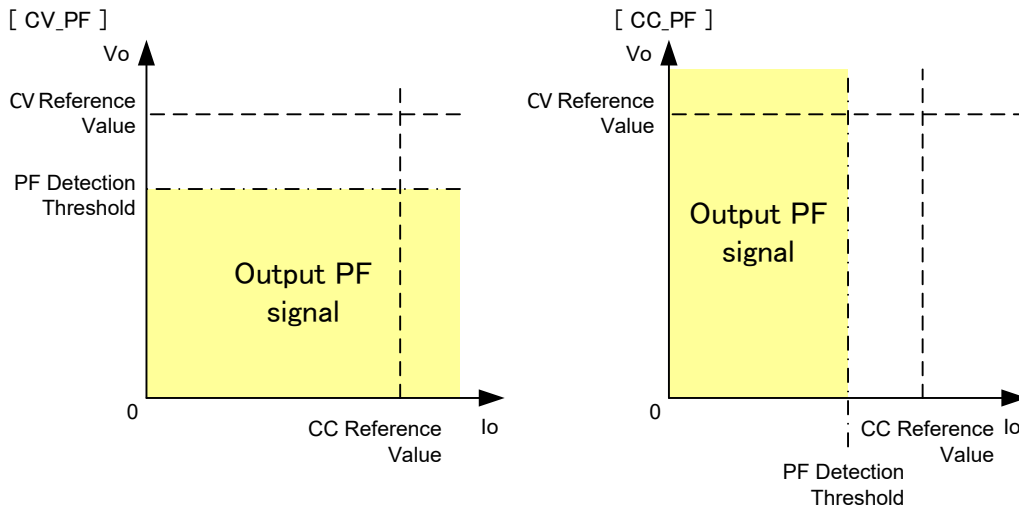 [ CV_PF ]
Vo
CV Reference
Value
PF Detection
Threshold
Output PF
signal
0
CC Reference
Value
Io
[ CC_PF ]
Vo
CV Reference
Value
Output PF
signal
0
CC Reference
Value
Io
PF Detection
Threshold